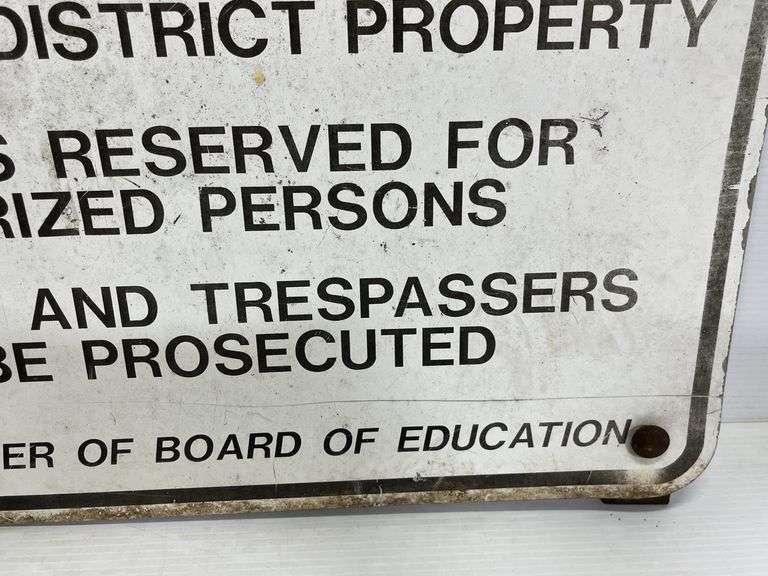 DISTRICT PROPERTY
S RESERVED FOR
RIZED PERSONS
AND TRESPASSERS
BE PROSECUTED
ER OF BOARD OF EDUCATION